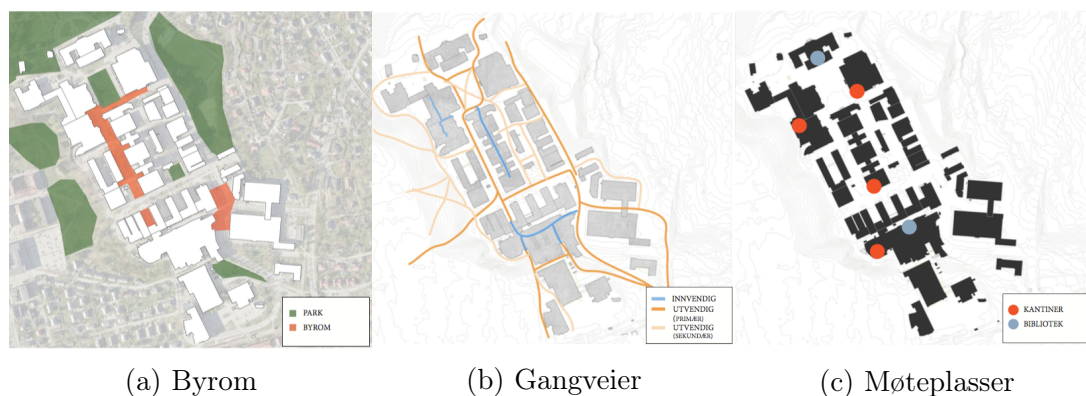 PARK
BYROM
INNVENDIG
UTVENDIG
(PRIMÆR)
UTVENDIG
(SEKUNDÆR)
KANTINER
BIBLIOTEK
(a) Byrom
(b) Gangveier
(c) Møteplasser